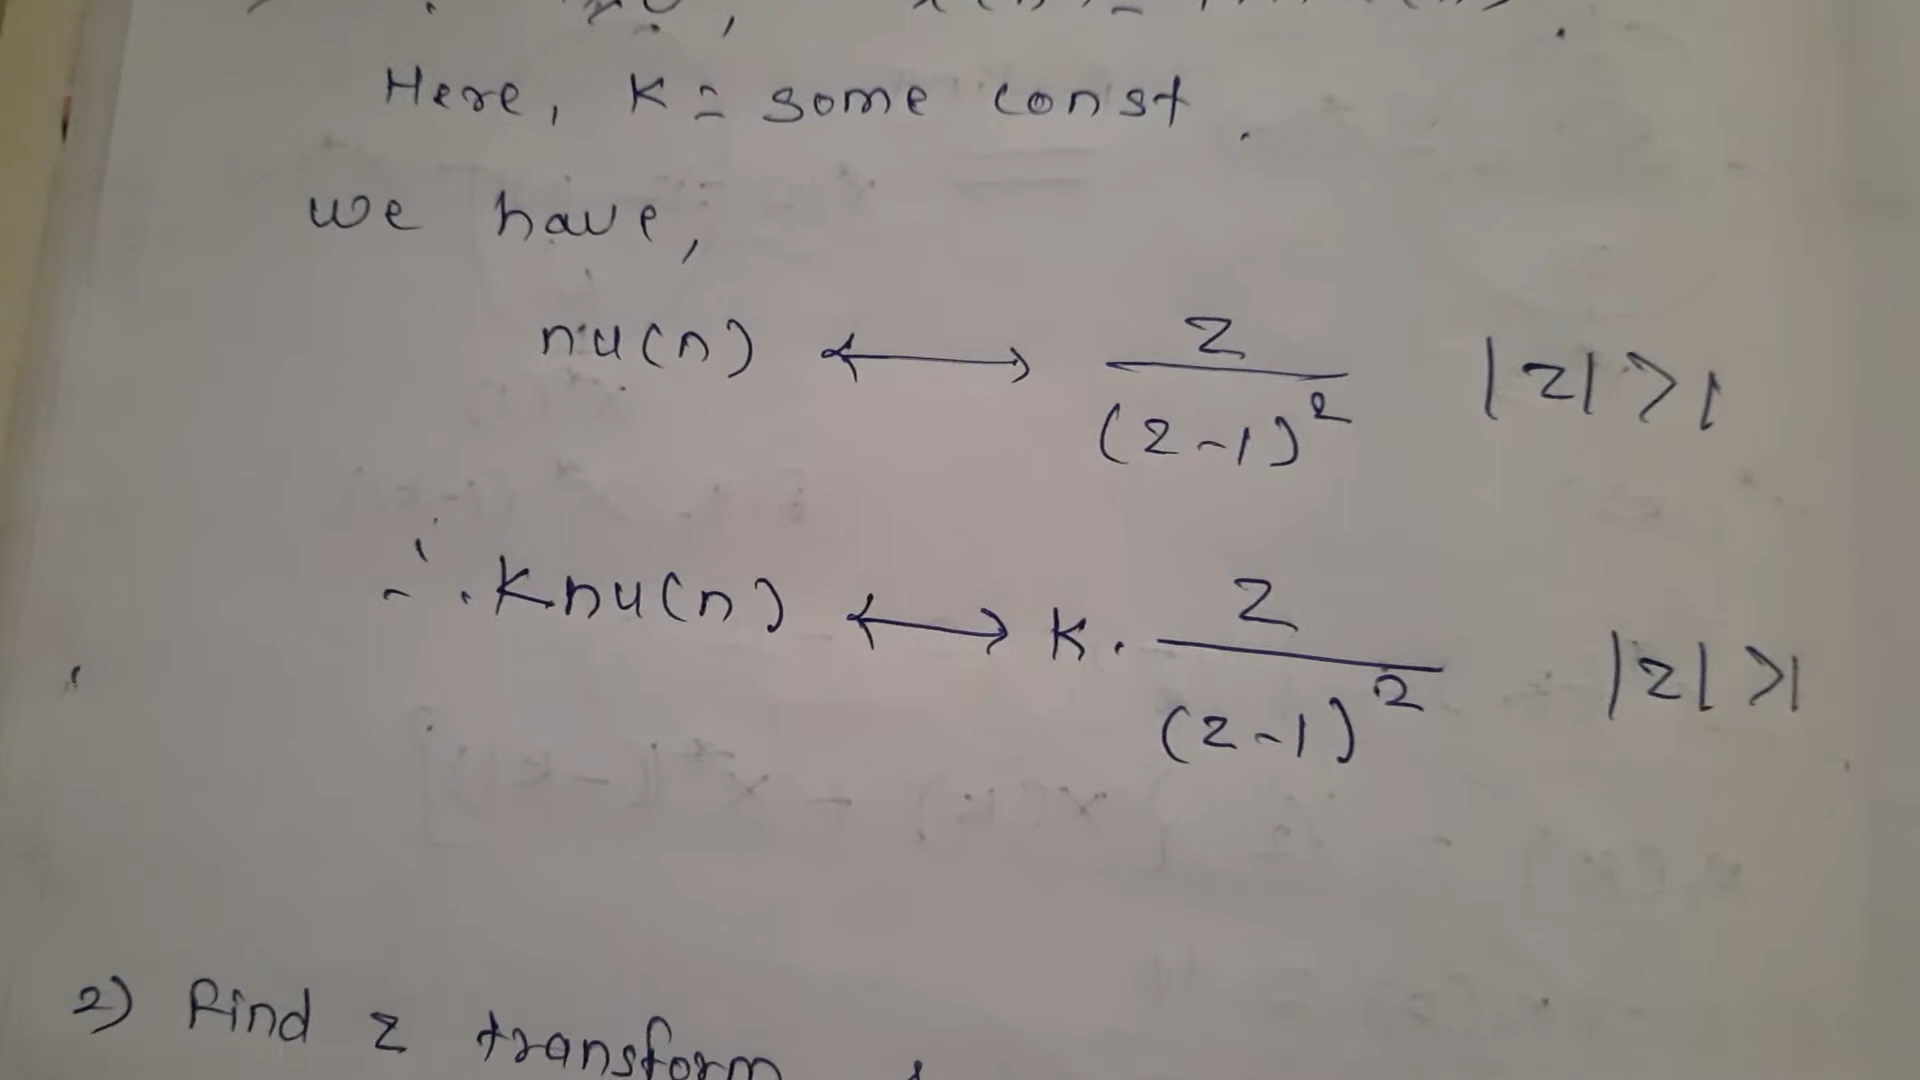 Here, K = some const.
we have,
nu(n) ⟷ z/(z-1)² |z|>1
∴ Knu(n) ⟷ K. z/(z-1)² |z|>1
2) Find z transform